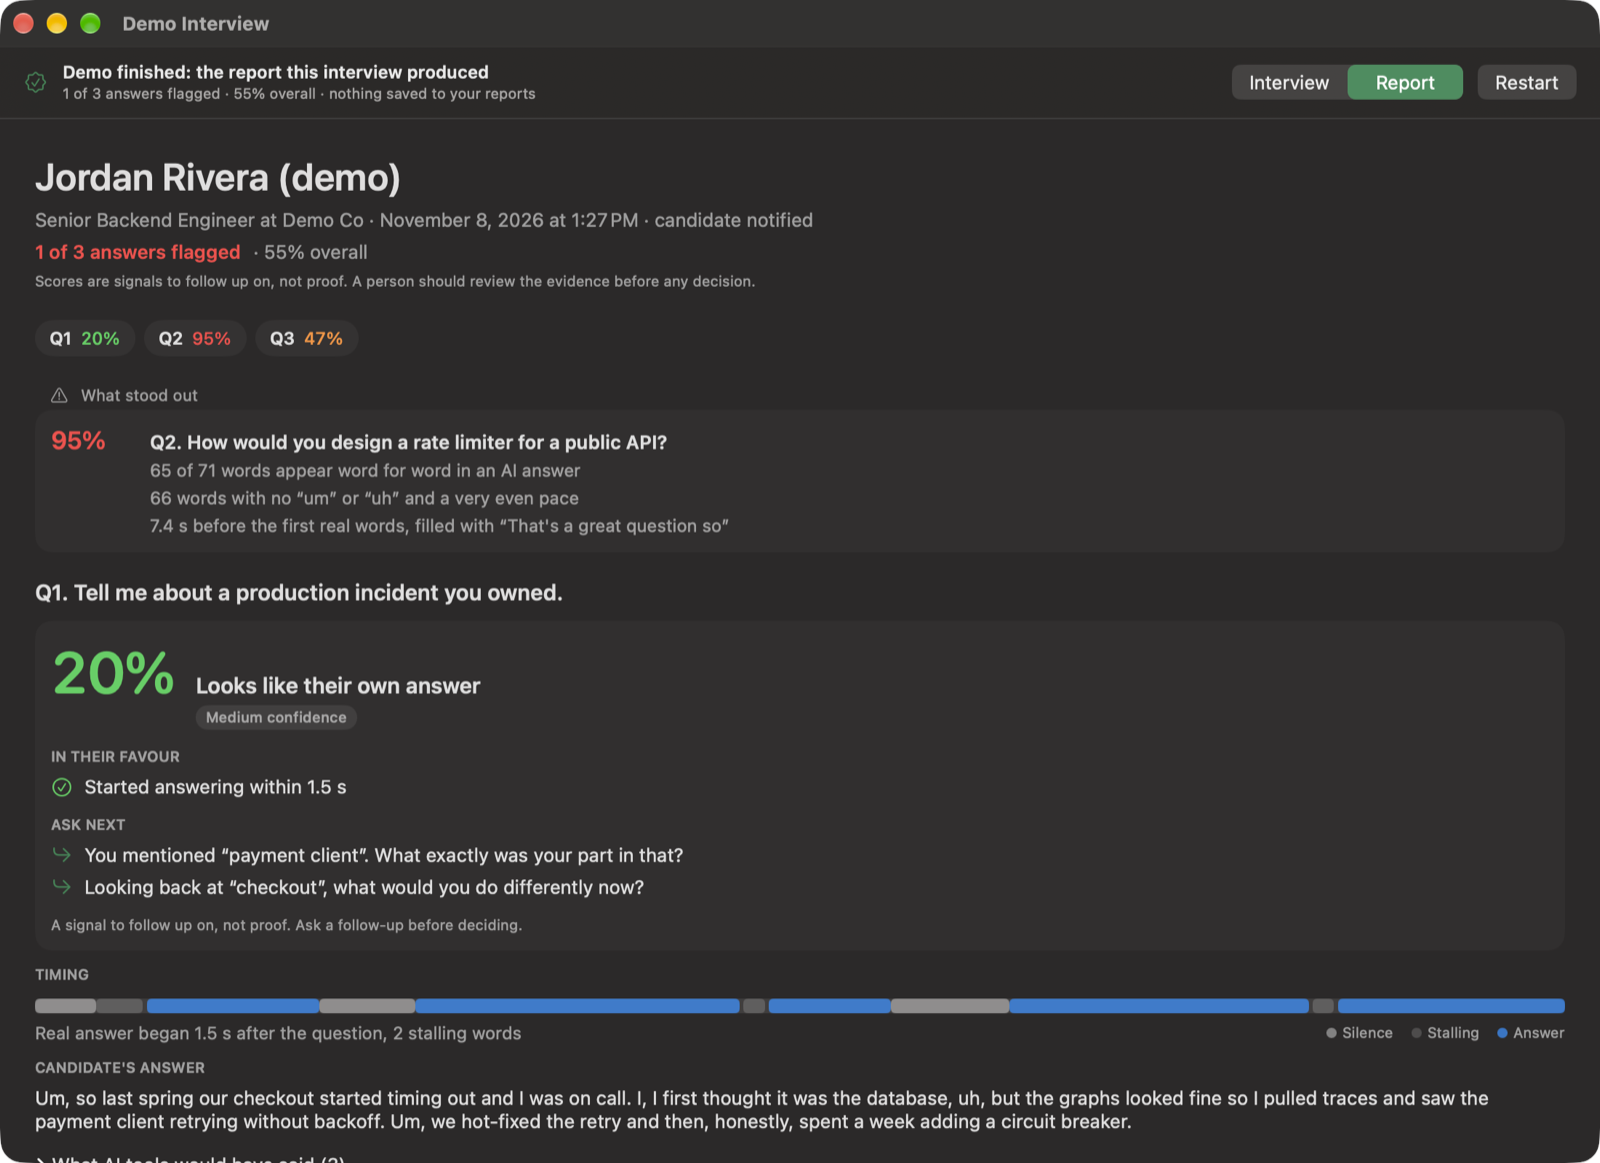 Demo Interview
Demo finished: the report this interview produced
1 of 3 answers flagged · 55% overall · nothing saved to your reports
Interview
Report
Restart
Jordan Rivera (demo)
Senior Backend Engineer at Demo Co · November 8, 2026 at 1:27 PM · candidate notified
1 of 3 answers flagged · 55% overall
Scores are signals to follow up on, not proof. A person should review the evidence before any decision.
Q1 20%
Q2 95%
Q3 47%
What stood out
95%
Q2. How would you design a rate limiter for a public API?
65 of 71 words appear word for word in an AI answer
66 words with no “um” or “uh” and a very even pace
7.4 s before the first real words, filled with “That's a great question so”
Q1. Tell me about a production incident you owned.
20%
Looks like their own answer
Medium confidence
IN THEIR FAVOUR
Started answering within 1.5 s
ASK NEXT
You mentioned “payment client”. What exactly was your part in that?
Looking back at “checkout”, what would you do differently now?
A signal to follow up on, not proof. Ask a follow-up before deciding.
TIMING
Real answer began 1.5 s after the question, 2 stalling words
Silence
Stalling
Answer
CANDIDATE'S ANSWER
Um, so last spring our checkout started timing out and I was on call. I, I first thought it was the database, uh, but the graphs looked fine so I pulled traces and saw the
payment client retrying without backoff. Um, we hot-fixed the retry and then, honestly, spent a week adding a circuit breaker.
What AI tools would have said